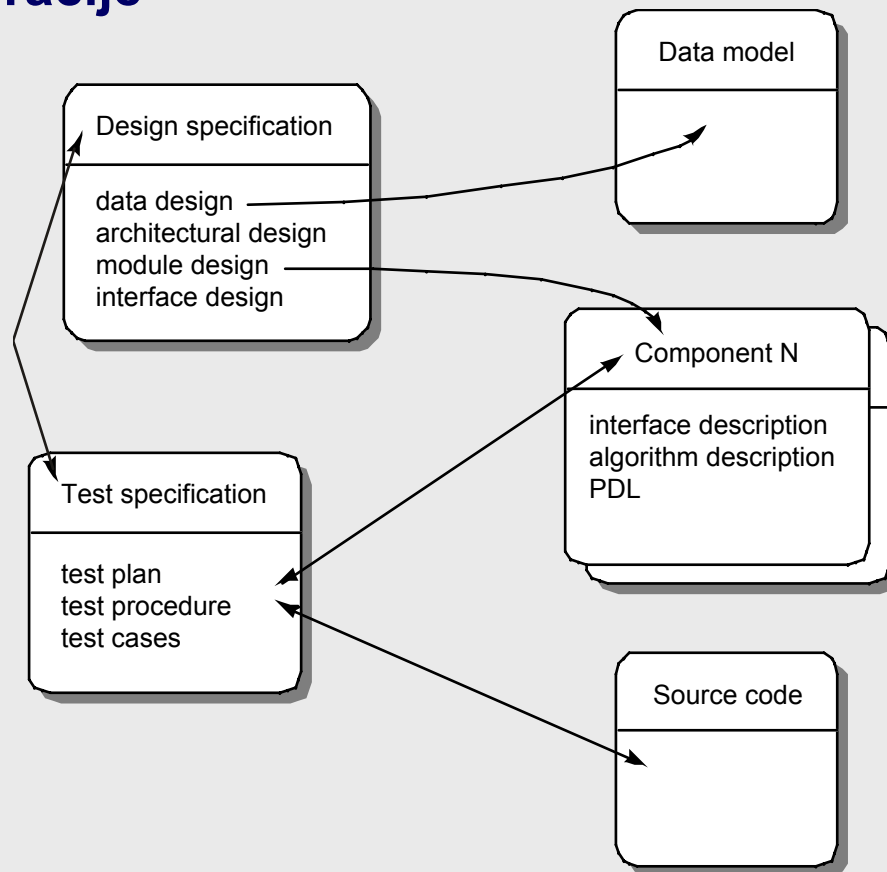 Data model
Design specification
data design
architectural design
module design
interface design
Component N
interface description
algorithm description
PDL
Test specification
test plan
test procedure
test cases
Source code